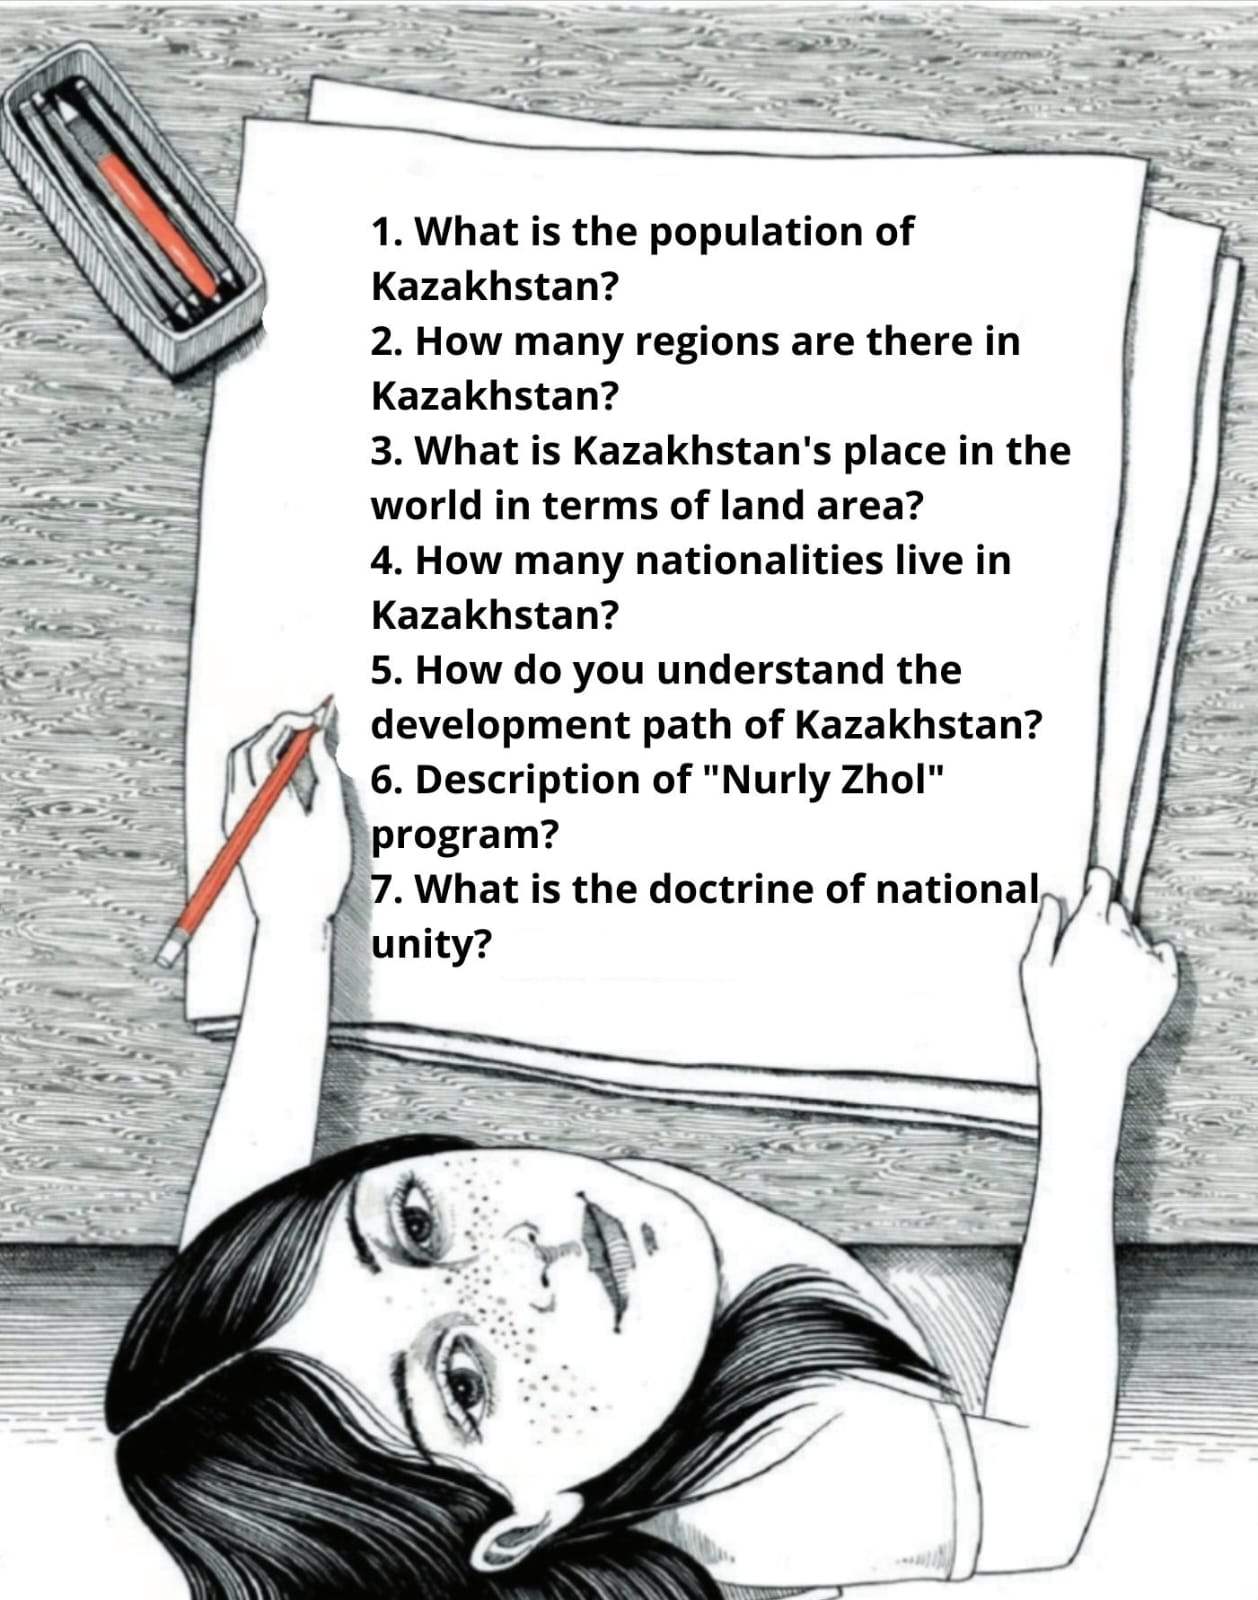 1. What is the population of
Kazakhstan?
2. How many regions are there in
Kazakhstan?
3. What is Kazakhstan's place in the
world in terms of land area?
4. How many nationalities live in
Kazakhstan?
5. How do you understand the
development path of Kazakhstan?
6. Description of "Nurly Zhol"
program?
7. What is the doctrine of national
unity?